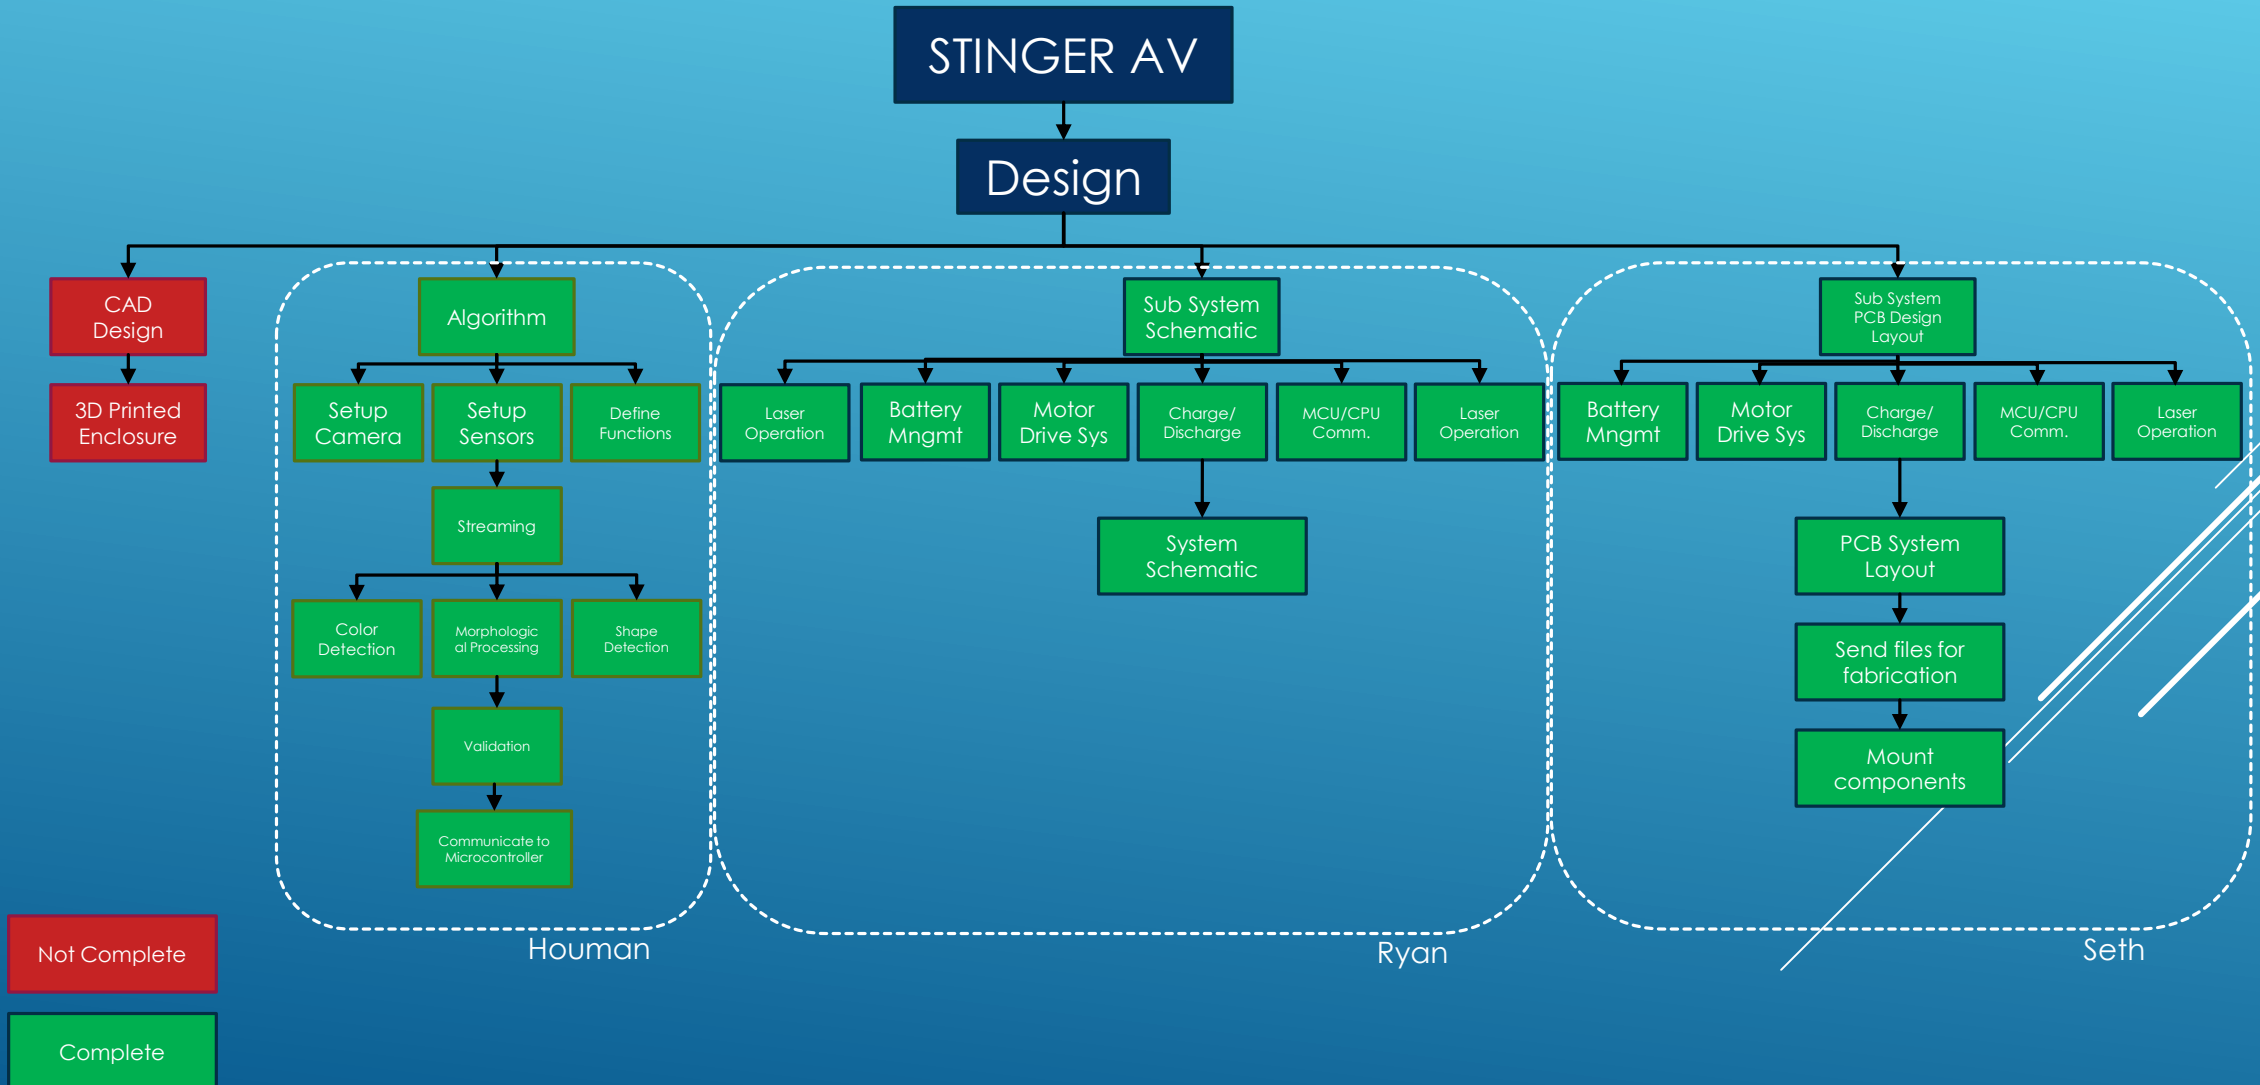 STINGER AV
Design
CAD
Design
3D Printed
Enclosure
Algorithm
Setup
Camera
Setup
Sensors
Define
Functions
Streaming
Color
Detection
Morphologic
al Processing
Shape
Detection
Validation
Communicate to
Microcontroller
Houman
Sub System
Schematic
Laser
Operation
Battery
Mngmt
Motor
Drive Sys
Charge/
Discharge
MCU/CPU
Comm.
Laser
Operation
System
Schematic
Ryan
Sub System
PCB Design
Layout
Battery
Mngmt
Motor
Drive Sys
Charge/
Discharge
MCU/CPU
Comm.
Laser
Operation
PCB System
Layout
Send files for
fabrication
Mount
components
Seth
Not Complete
Complete